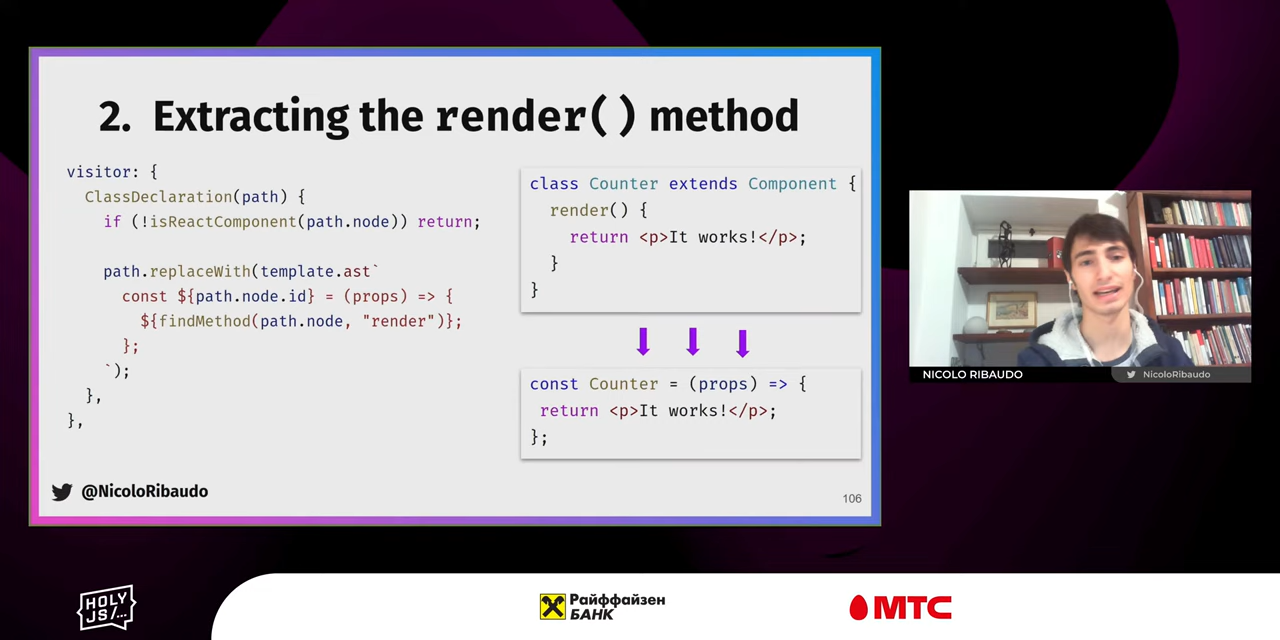 2. Extracting the render() method
visitor: {
ClassDeclaration(path) {
if (!isReactComponent(path.node)) return;
path.replaceWith(template.ast`
const ${path.node.id} = (props) => {
${findMethod(path.node, "render")};
};
`);
},
},
class Counter extends Component {
render() {
return <p>It works!</p>;
}
}
const Counter = (props) => {
return <p>It works!</p>;
};
@NicoloRibaudo
106
NICOLO RIBAUDO
NicoloRibaudo
HOLY
JS/...
Райффайзен
БАНК
МТС